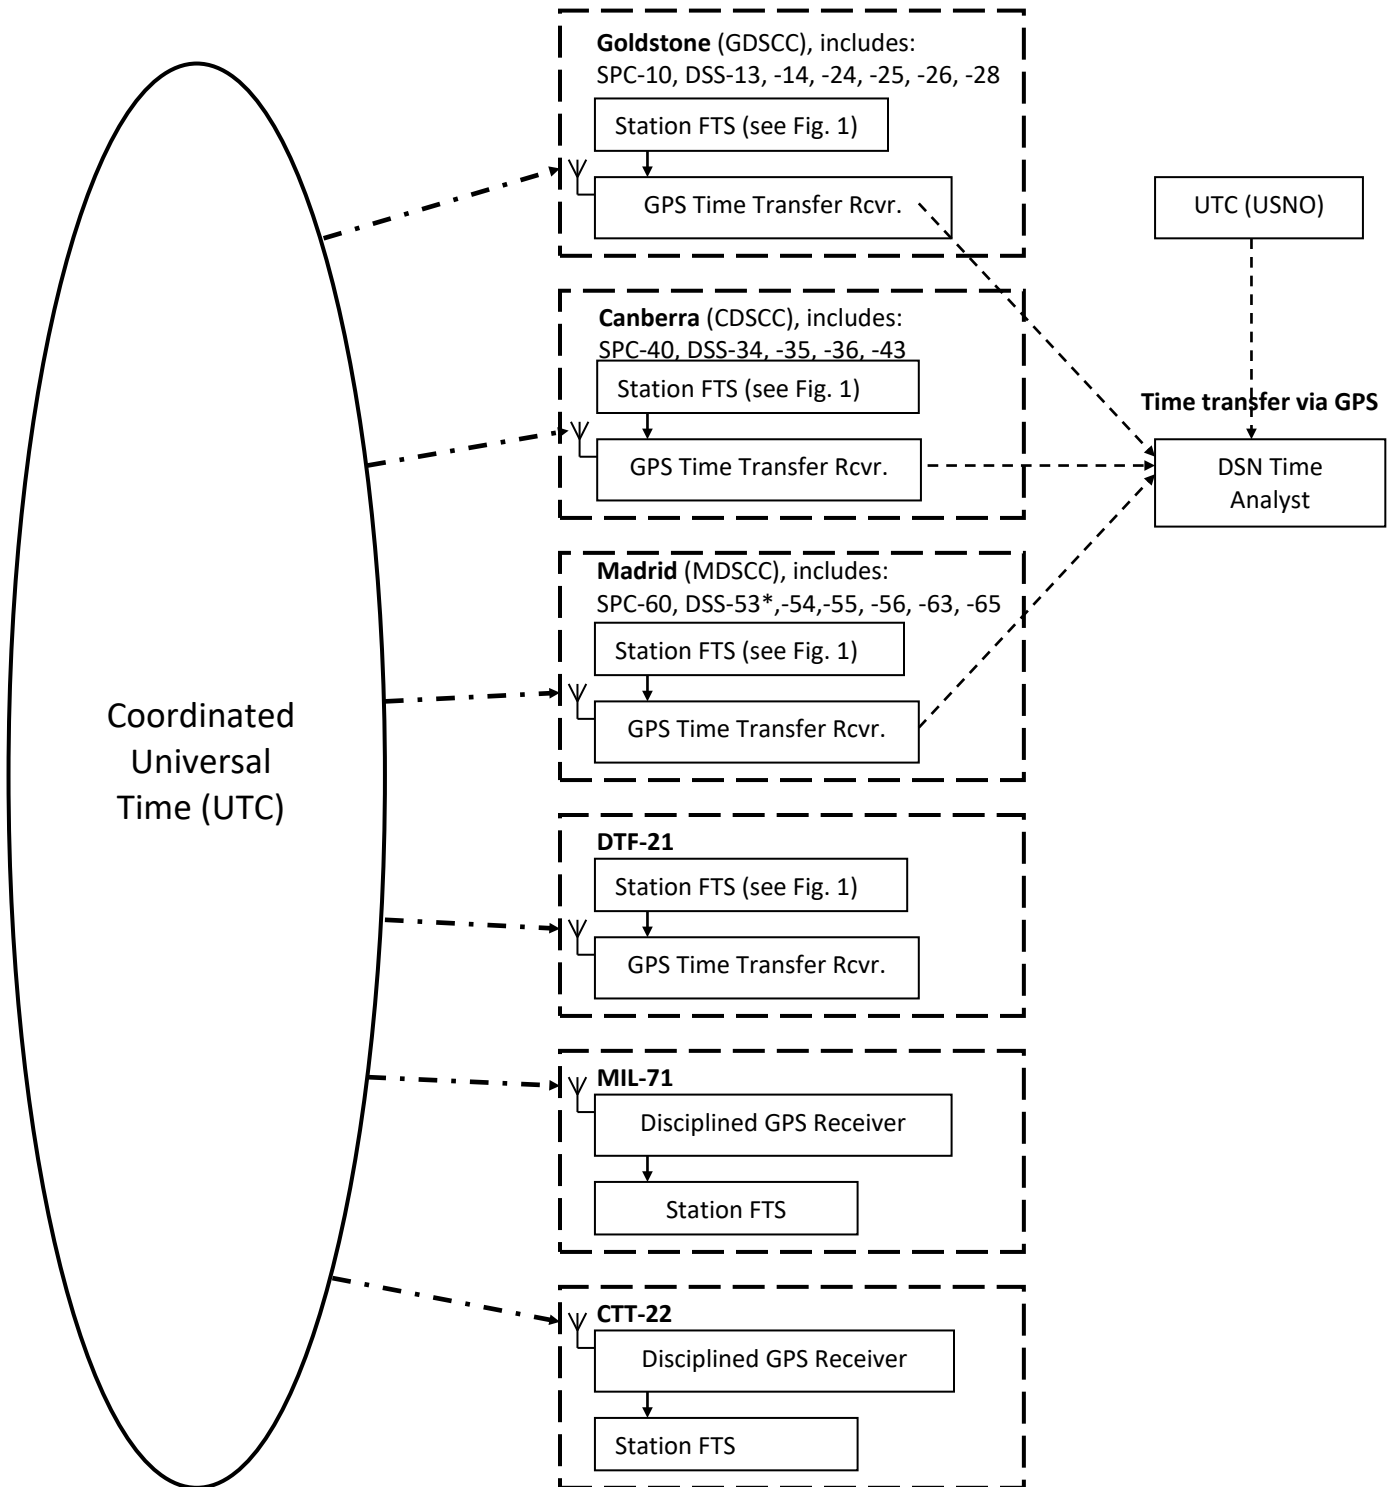 Goldstone (GDSCC), includes:
SPC-10, DSS-13, -14, -24, -25, -26, -28
Station FTS (see Fig. 1)
GPS Time Transfer Rcvr.
UTC (USNO)
Canberra (CDSCC), includes:
SPC-40, DSS-34, -35, -36, -43
Station FTS (see Fig. 1)
GPS Time Transfer Rcvr.
Time transfer via GPS
DSN Time
Analyst
Madrid (MDSCC), includes:
SPC-60, DSS-53*,-54,-55, -56, -63, -65
Station FTS (see Fig. 1)
GPS Time Transfer Rcvr.
Coordinated
Universal
Time (UTC)
DTF-21
Station FTS (see Fig. 1)
GPS Time Transfer Rcvr.
MIL-71
Disciplined GPS Receiver
Station FTS
CTT-22
Disciplined GPS Receiver
Station FTS